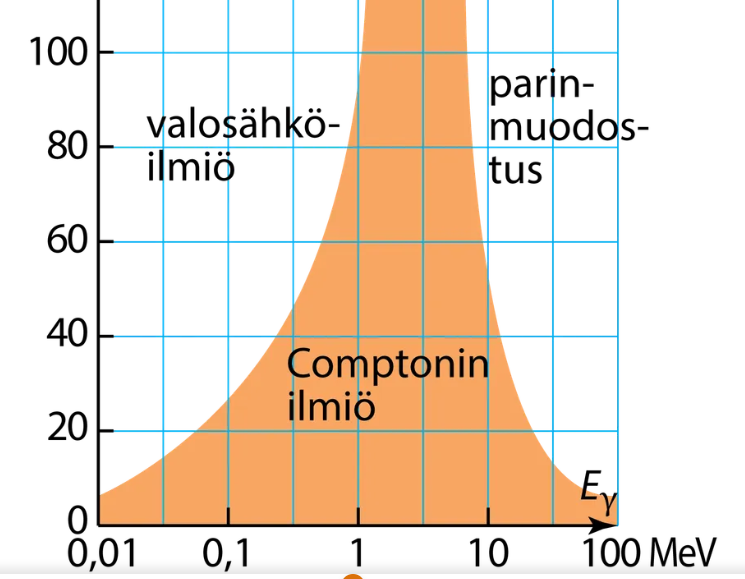 100
valosähkö-
ilmiö
parin-
muodos-
tus
80
60
40
Comptonin
ilmiö
20
Eγ
0
0,01 0,1 1 10 100 MeV